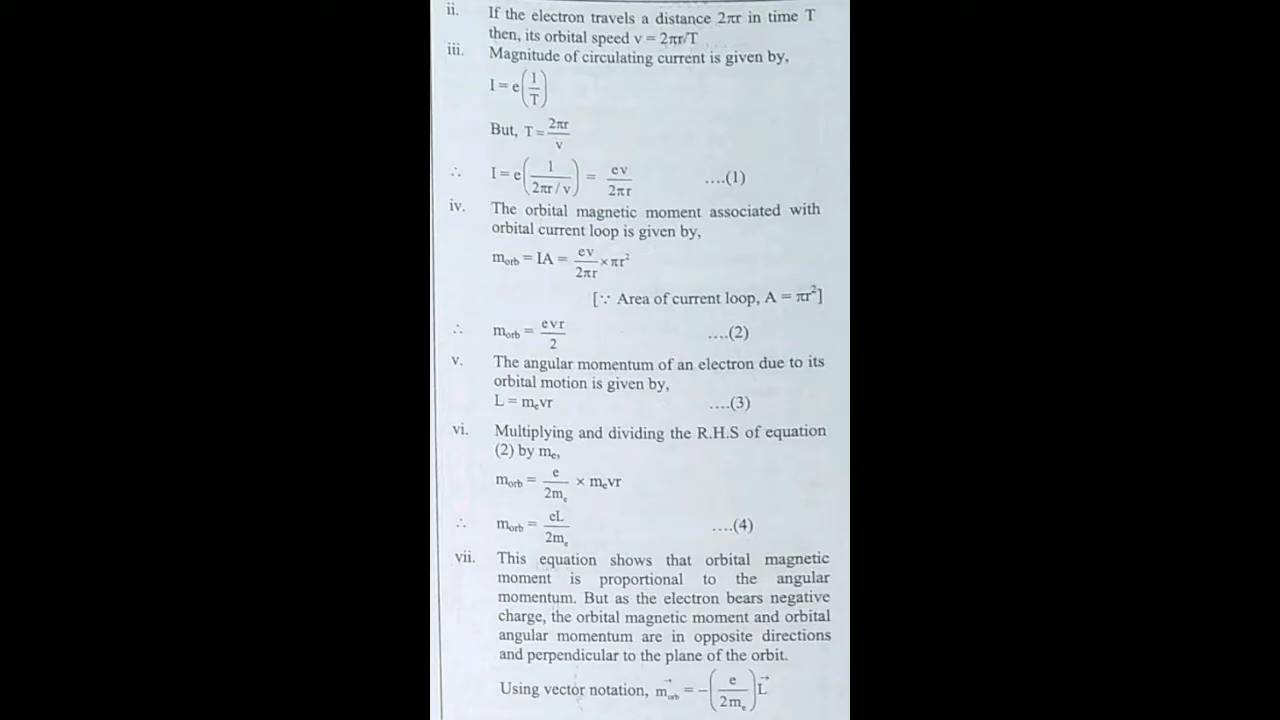 ii. If the electron travels a distance 2πr in time T
then, its orbital speed v = 2πr/T
iii. Magnitude of circulating current is given by,
I = e(1/T)
But, T = 2πr/v
∴ I = e(1/(2πr / v)) = ev/2πr ....(1)
iv. The orbital magnetic moment associated with
orbital current loop is given by,
m_orb = IA = ev/2πr × πr²
[∵ Area of current loop, A = πr²]
∴ m_orb = evr/2 ....(2)
v. The angular momentum of an electron due to its
orbital motion is given by,
L = m_e vr ....(3)
vi. Multiplying and dividing the R.H.S of equation
(2) by m_e,
m_orb = e/2m_e × m_e vr
∴ m_orb = eL/2m_e ....(4)
vii. This equation shows that orbital magnetic
moment is proportional to the angular
momentum. But as the electron bears negative
charge, the orbital magnetic moment and orbital
angular momentum are in opposite directions
and perpendicular to the plane of the orbit.
Using vector notation, m⃗_orb = −(e/2m_e)L⃗